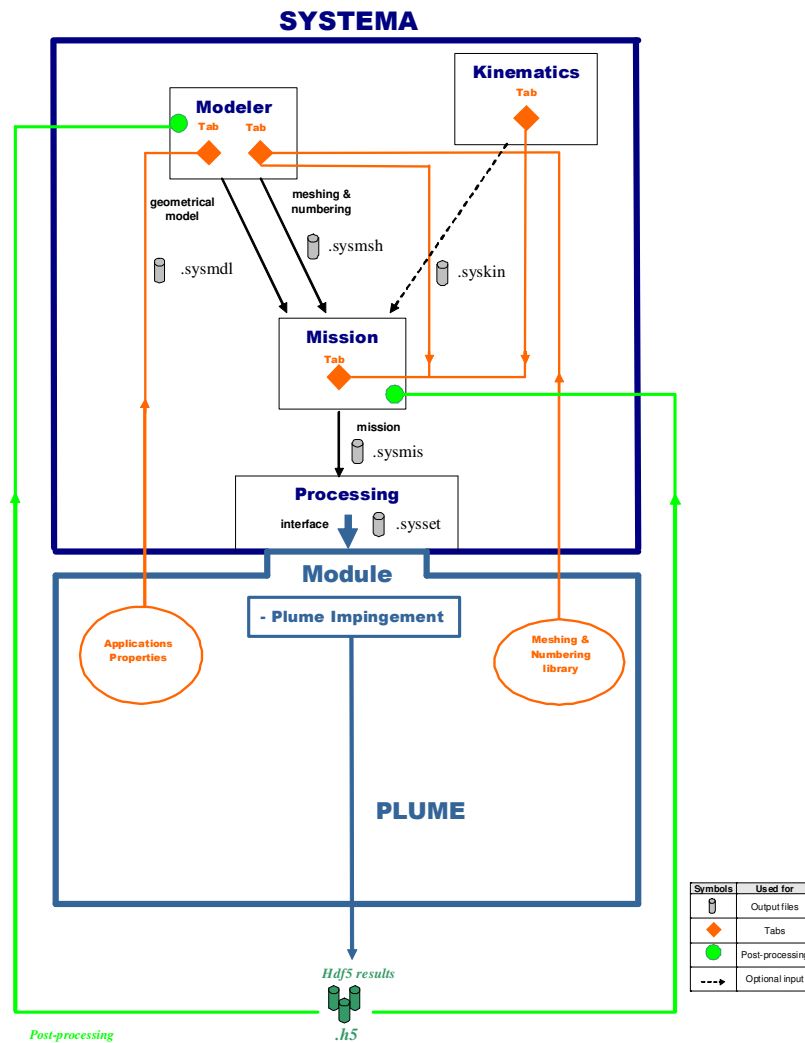 SYSTEMA
Kinematics
Tab
Modeler
Tab
Tab
geometrical
model
meshing &
numbering
.sysmdl
.sysmsh
.syskin
Mission
Tab
mission
.sysmis
Processing
interface
.sysset
Module
- Plume Impingement
Applications
Properties
Meshing &
Numbering
library
PLUME
Symbols Used for
Output files
Tabs
Post-processing
Optional input
Hdf5 results
.h5
Post-processing